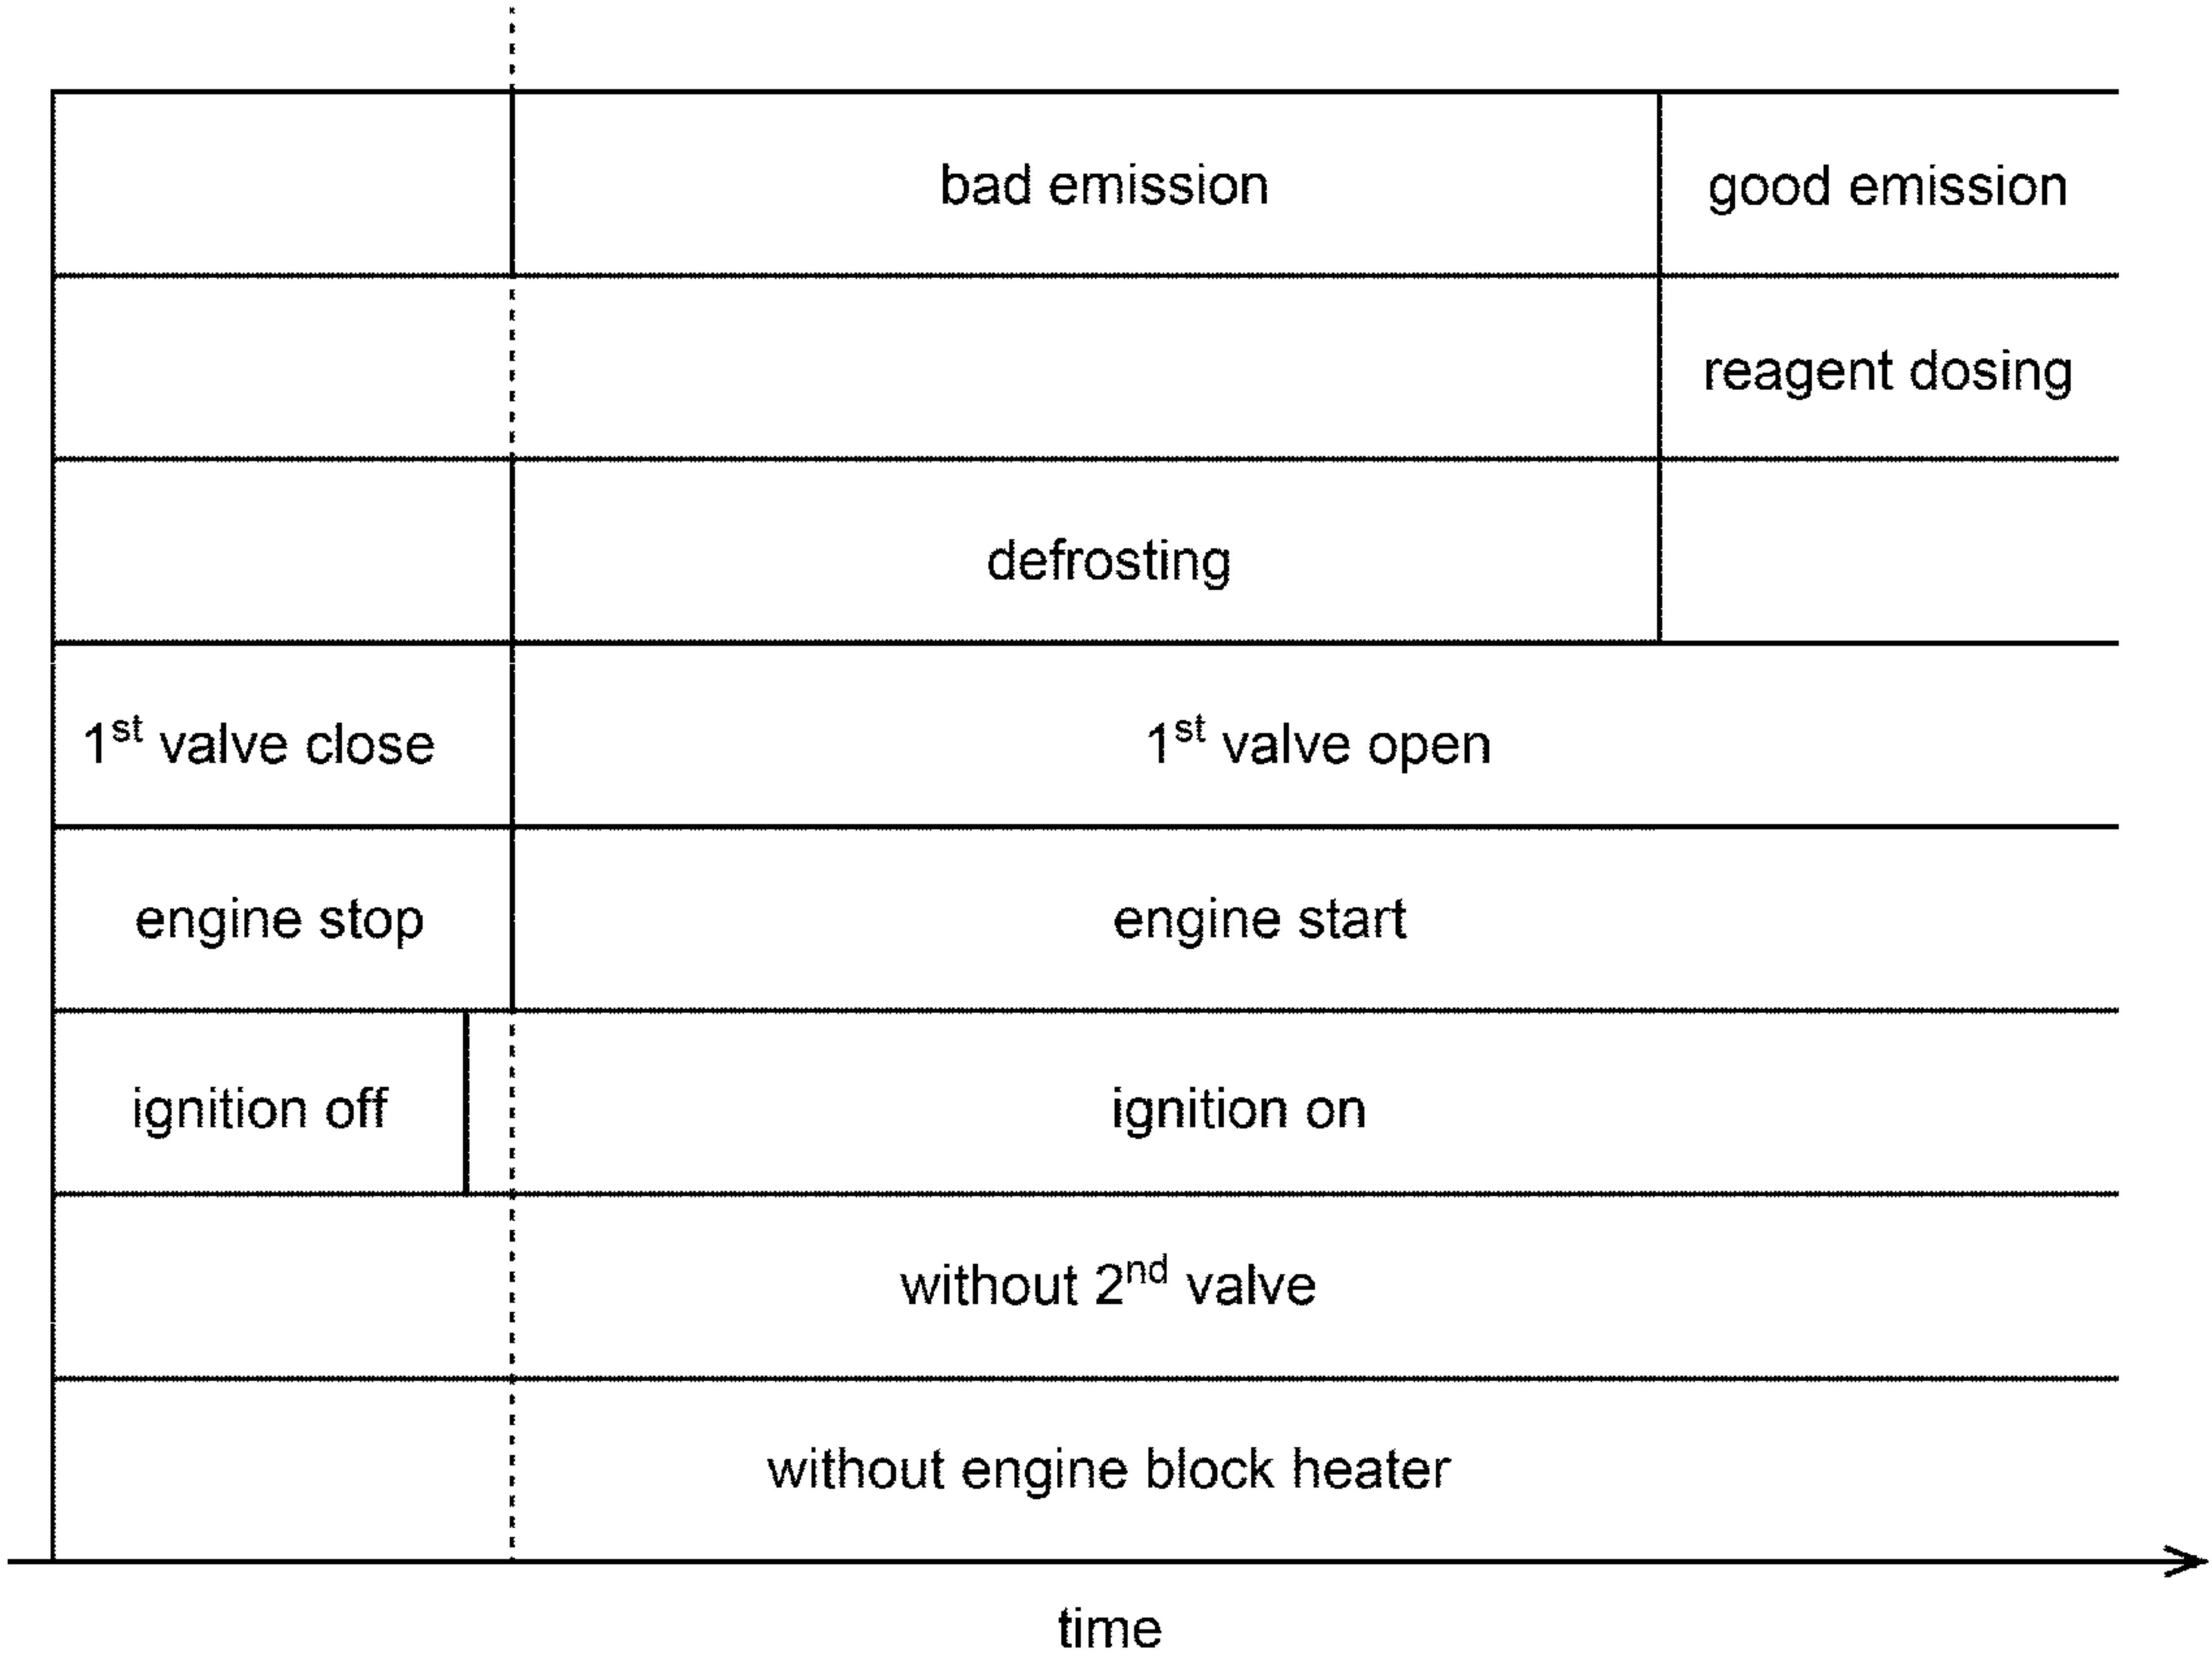 bad emission
good emission
reagent dosing
defrosting
1st valve close
1st valve open
engine stop
engine start
ignition off
ignition on
without 2nd valve
without engine block heater
time